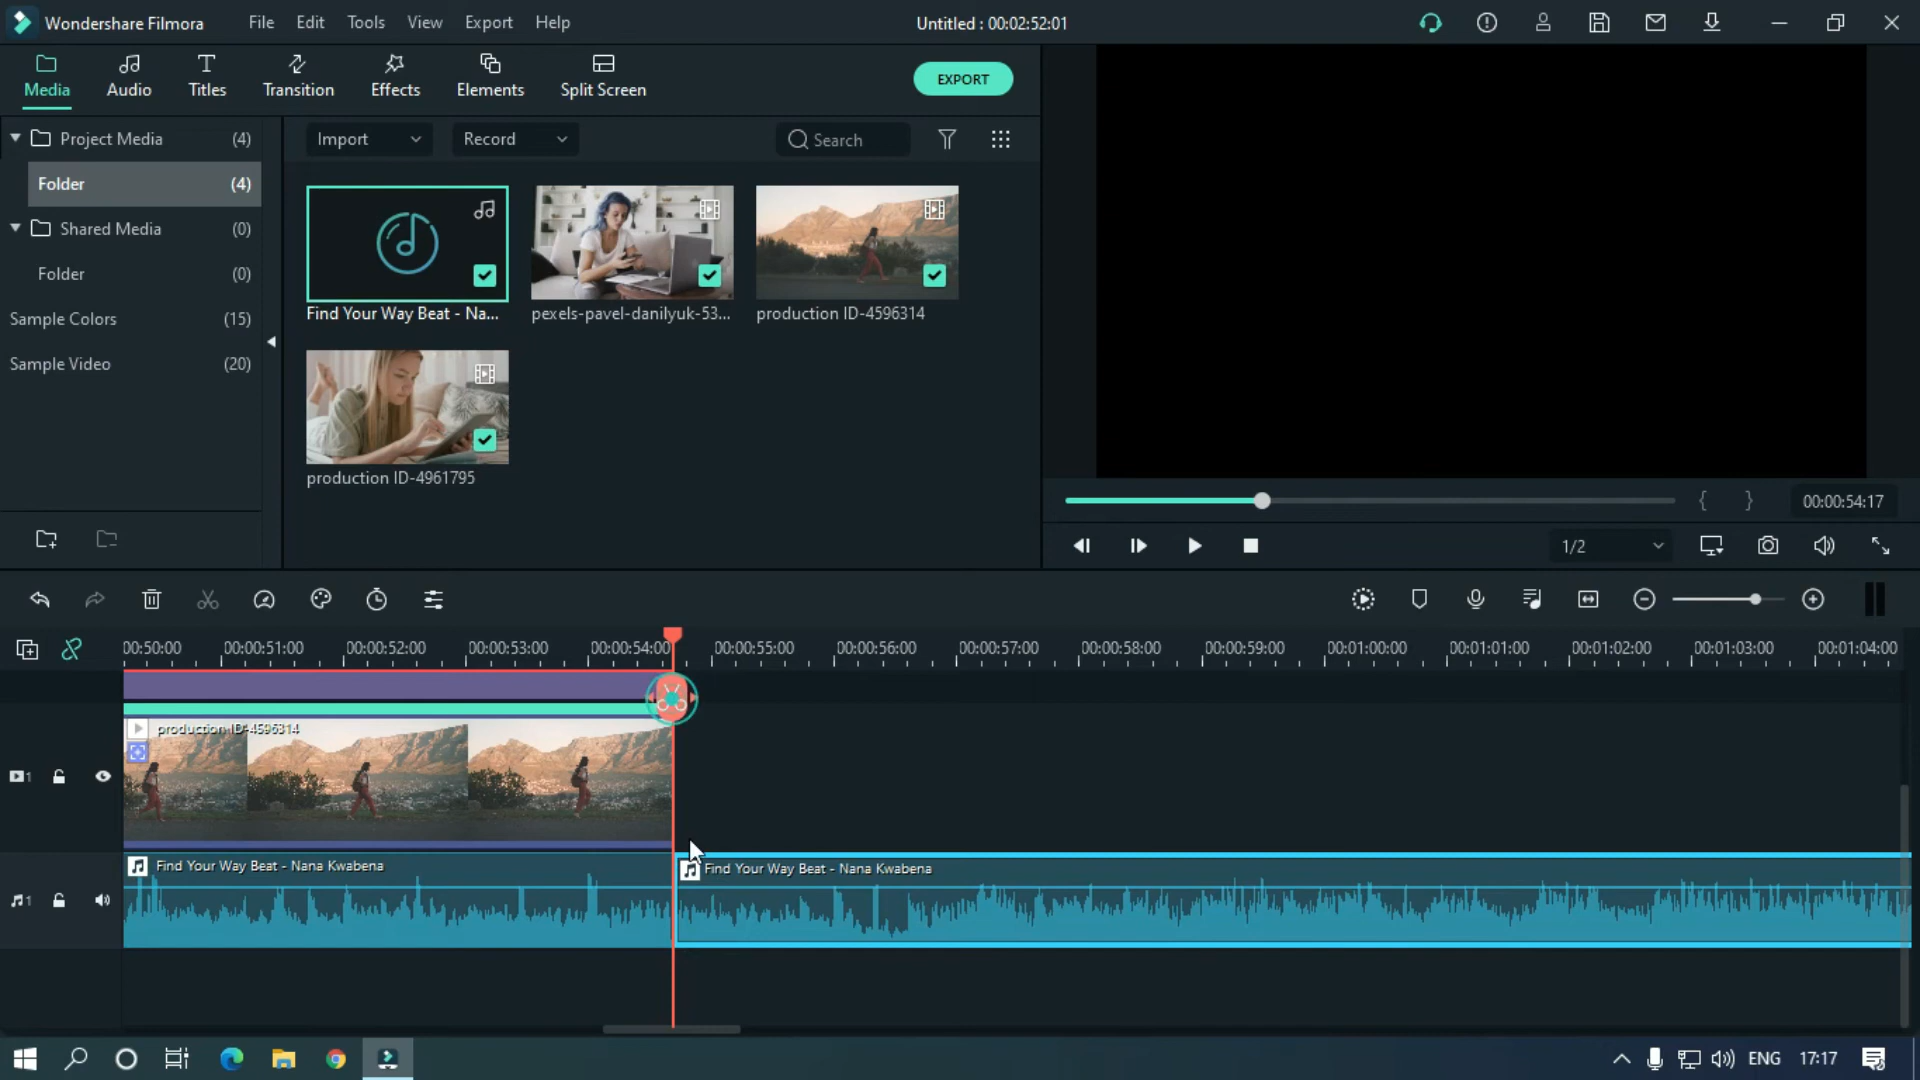 Wondershare Filmora File Edit Tools View Export Help Untitled : 00:02:52:01
Media Audio Titles Transition Effects Elements Split Screen EXPORT
Project Media (4)
Folder (4)
Shared Media (0)
Folder (0)
Sample Colors (15)
Sample Video (20)
Import Record Search
Find Your Way Beat - Na...
pexels-pavel-danilyuk-53...
production ID-4596314
production ID-4961795
00:00:54:17
1/2
00:50:00 00:00:51:00 00:00:52:00 00:00:53:00 00:00:54:00 00:00:55:00 00:00:56:00 00:00:57:00 00:00:58:00 00:00:59:00 00:01:00:00 00:01:01:00 00:01:02:00 00:01:03:00 00:01:04:00
production ID-4596314
1
Find Your Way Beat - Nana Kwabena
Find Your Way Beat - Nana Kwabena
1
ENG 17:17